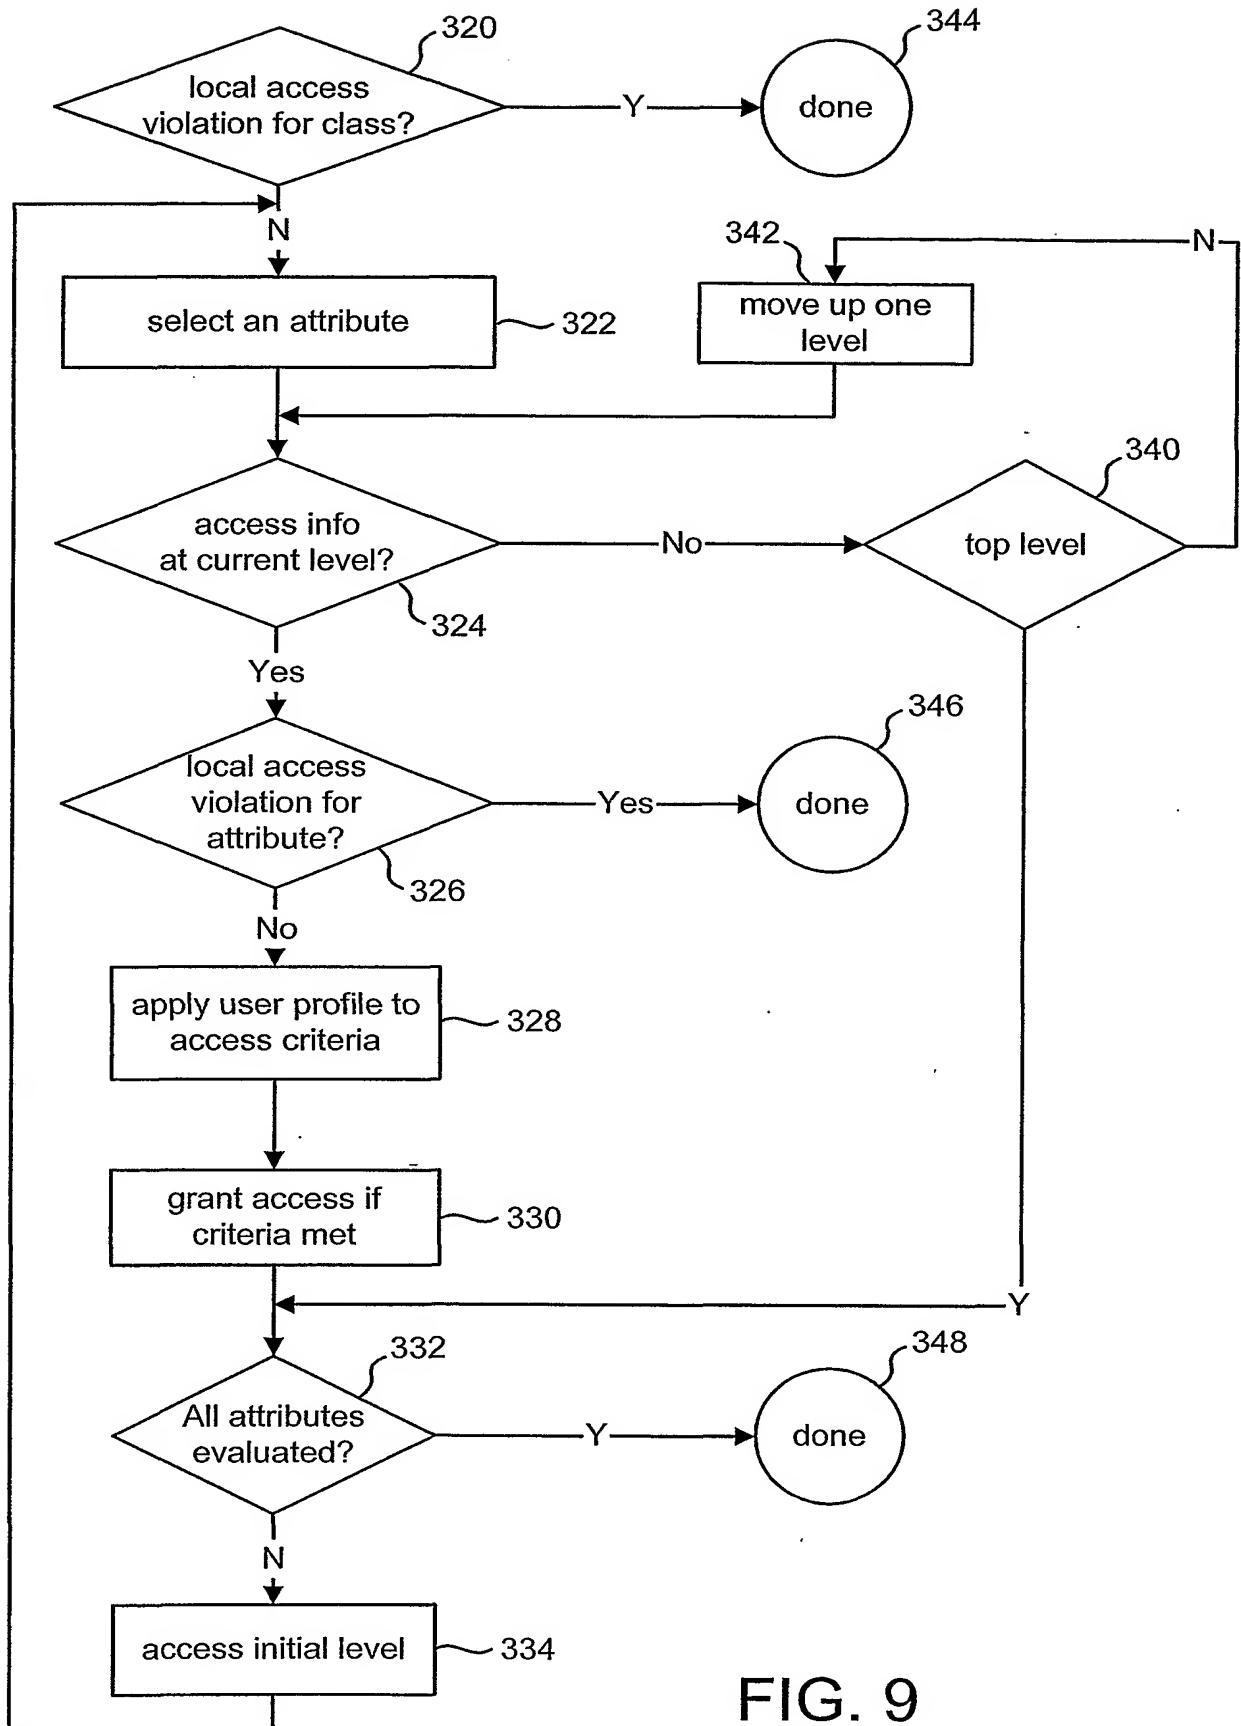 320
344
local access
violation for class?
Y
done
N
342
N
select an attribute
322
move up one
level
340
access info
at current level?
No
top level
324
Yes
346
local access
violation for
attribute?
Yes
done
326
No
apply user profile to
access criteria
328
grant access if
criteria met
330
Y
332
348
All attributes
evaluated?
Y
done
N
access initial level
334
FIG. 9